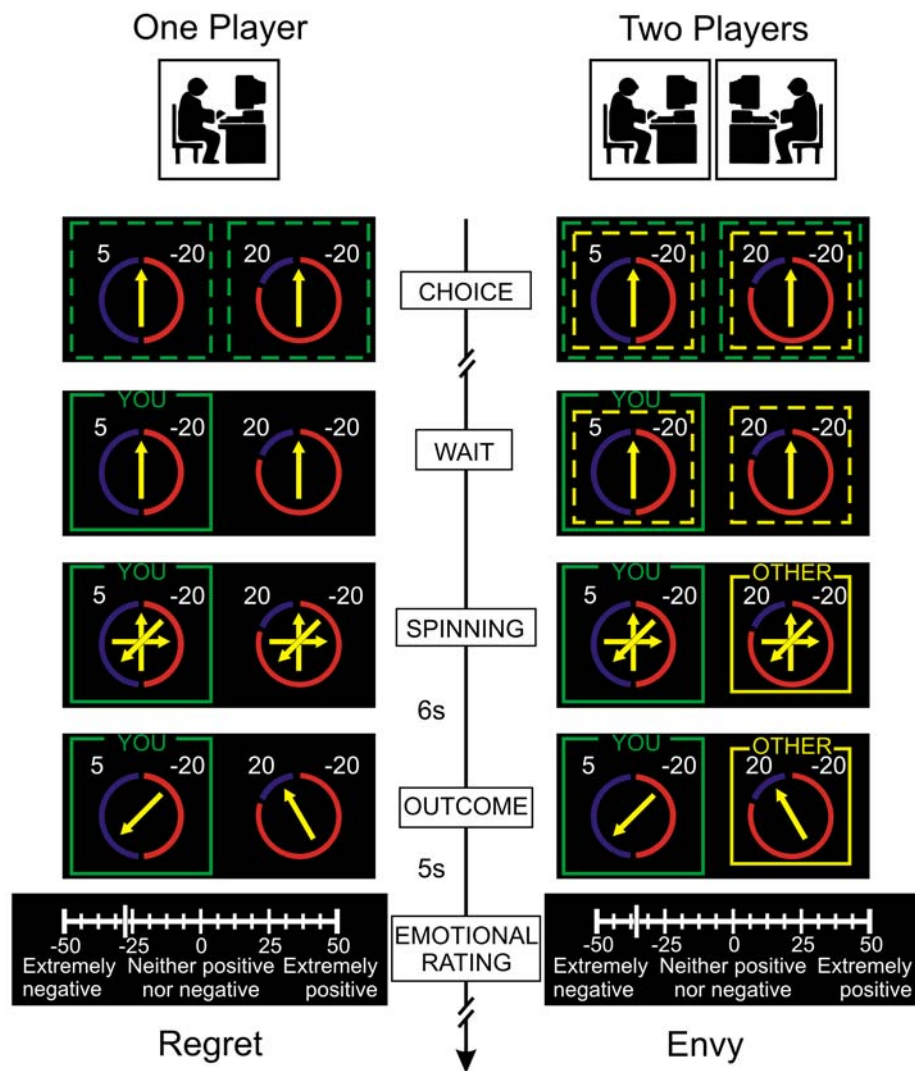 One Player Two Players
5 -20 20 -20 CHOICE 5 -20 20 -20
YOU YOU
5 -20 20 -20 WAIT 5 -20 20 -20
YOU YOU OTHER
5 -20 20 -20 SPINNING 5 -20 20 -20
6s
YOU YOU OTHER
5 -20 20 -20 OUTCOME 5 -20 20 -20
5s
-50 -25 0 25 50 EMOTIONAL -50 -25 0 25 50
Extremely Neither positive Extremely RATING Extremely Neither positive Extremely
negative nor negative positive negative nor negative positive
Regret Envy